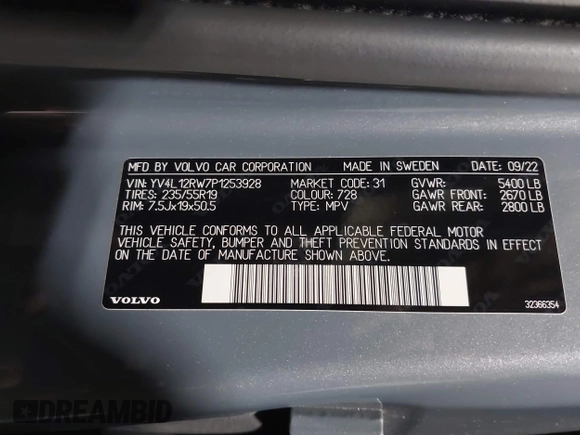 MFD BY VOLVO CAR CORPORATION MADE IN SWEDEN DATE: 09/22
VIN: YV4L12RW7P1253928 MARKET CODE: 31 GVWR: 5400 LB
TIRES: 235/55R19 COLOUR: 728 GAWR FRONT: 2670 LB
RIM: 7.5Jx19x50.5 TYPE: MPV GAWR REAR: 2800 LB
THIS VEHICLE CONFORMS TO ALL APPLICABLE FEDERAL MOTOR
VEHICLE SAFETY, BUMPER AND THEFT PREVENTION STANDARDS IN EFFECT
ON THE DATE OF MANUFACTURE SHOWN ABOVE.
VOLVO 32366354
DREAMBID